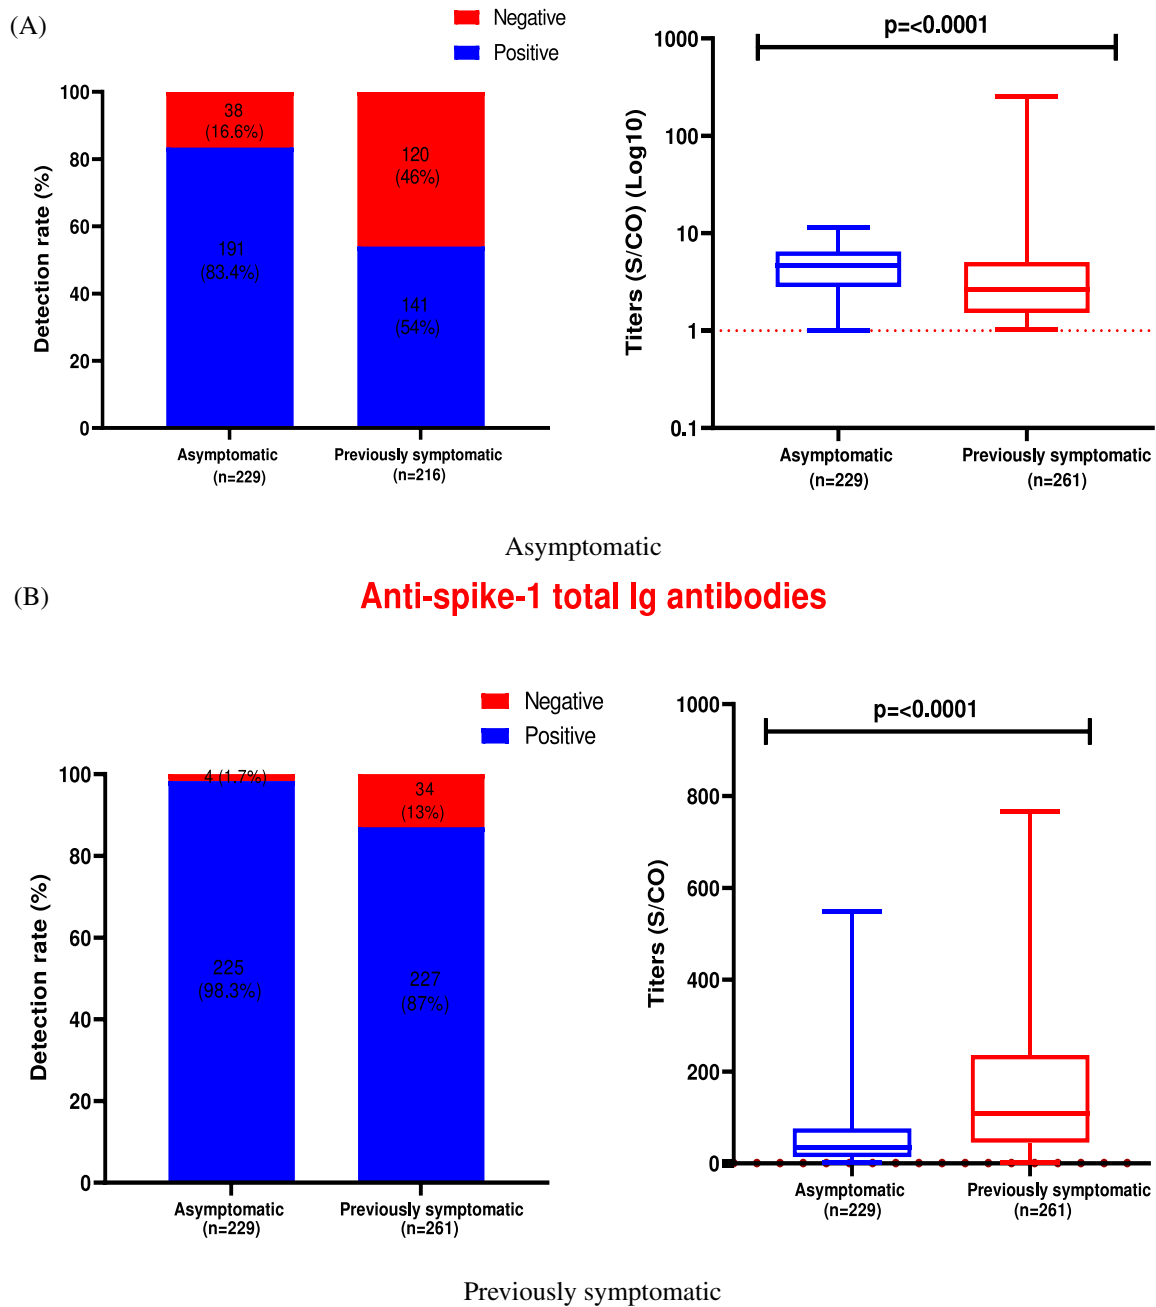 (A)
Negative
Positive
Detection rate (%)
100
80
60
40
20
0
38
(16.6%)
191
(83.4%)
120
(46%)
141
(54%)
Asymptomatic
(n=229)
Previously symptomatic
(n=216)
p=<0.0001
Titers (S/CO) (Log10)
1000
100
10
1
0.1
Asymptomatic
(n=229)
Previously symptomatic
(n=261)
Asymptomatic
(B)
Anti-spike-1 total Ig antibodies
Negative
Positive
Detection rate (%)
100
80
60
40
20
0
4 (1.7%)
225
(98.3%)
34
(13%)
227
(87%)
Asymptomatic
(n=229)
Previously symptomatic
(n=261)
p=<0.0001
Titers (S/CO)
1000
800
600
400
200
0
Asymptomatic
(n=229)
Previously symptomatic
(n=261)
Previously symptomatic